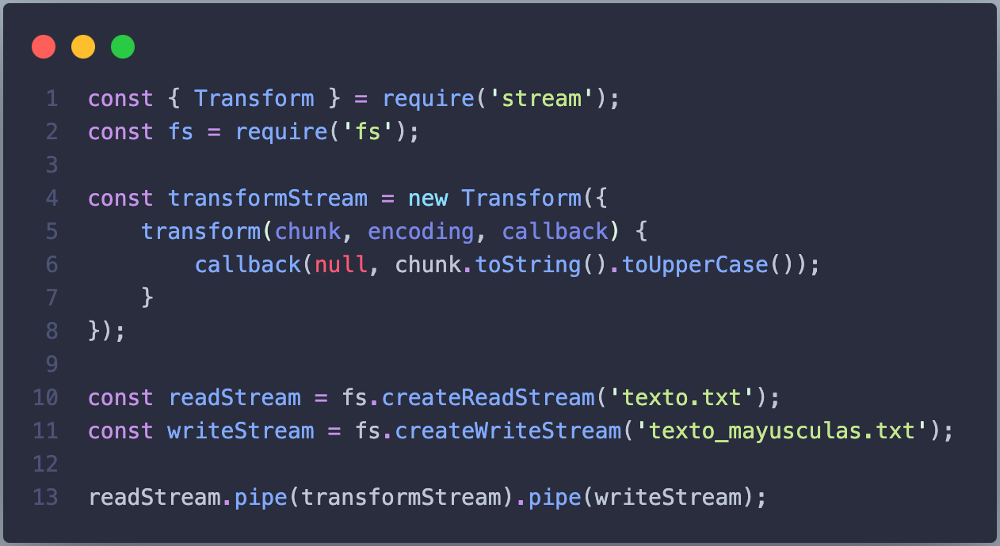 1 const { Transform } = require('stream');
2 const fs = require('fs');
3
4 const transformStream = new Transform({
5     transform(chunk, encoding, callback) {
6         callback(null, chunk.toString().toUpperCase());
7     }
8 });
9
10 const readStream = fs.createReadStream('texto.txt');
11 const writeStream = fs.createWriteStream('texto_mayusculas.txt');
12
13 readStream.pipe(transformStream).pipe(writeStream);